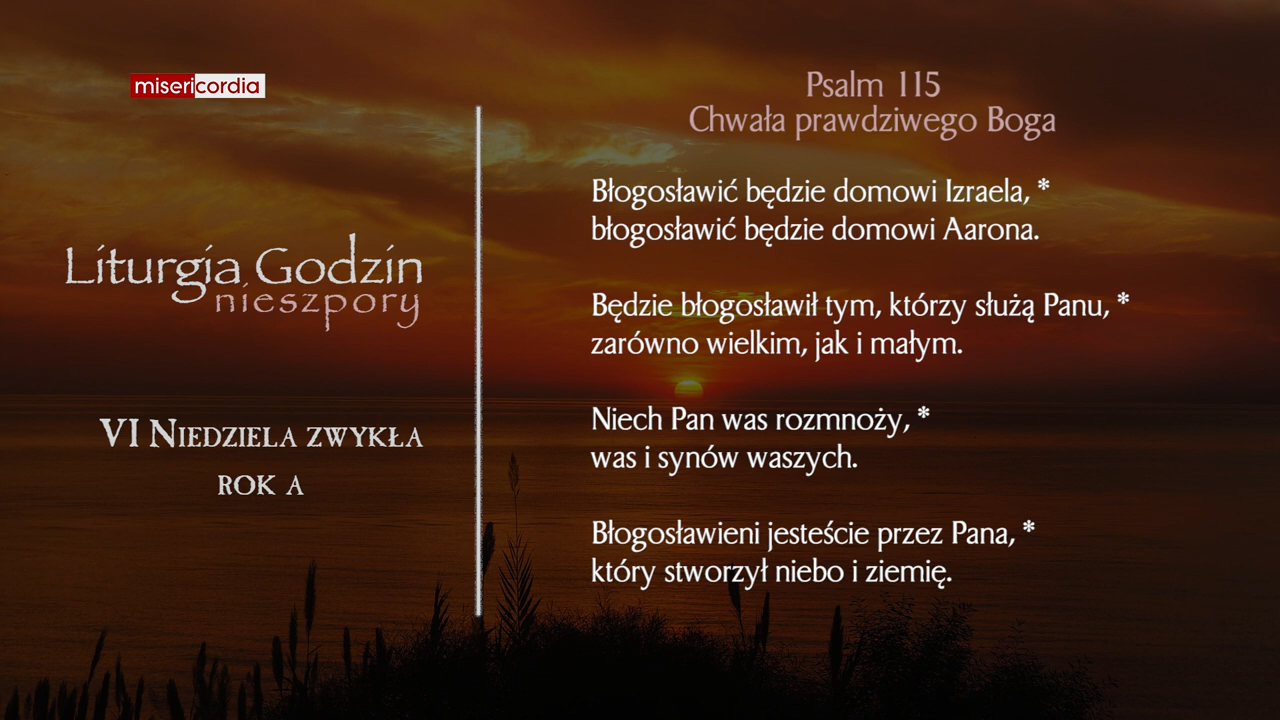 misericordia
Liturgia Godzin
nieszpory
VI Niedziela zwykła
rok A
Psalm 115
Chwała prawdziwego Boga
Błogosławić będzie domowi Izraela, *
błogosławić będzie domowi Aarona.
Będzie błogosławił tym, którzy służą Panu, *
zarówno wielkim, jak i małym.
Niech Pan was rozmnoży, *
was i synów waszych.
Błogosławieni jesteście przez Pana, *
który stworzył niebo i ziemię.